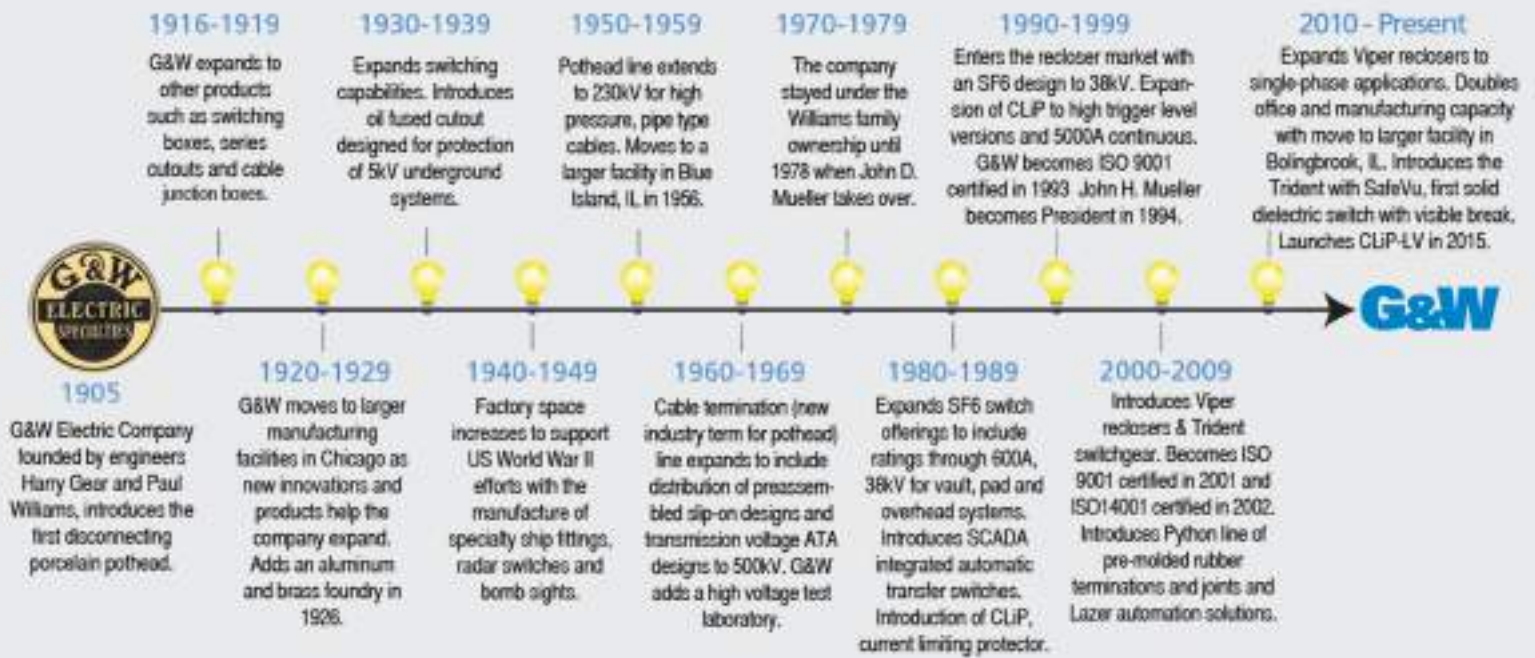 1916-1919
G&W expands to
other products
such as switching
boxes, series
cutouts and cable
junction boxes.
1930-1939
Expands switching
capabilities. Introduces
oil fused cutout
designed for protection
of 5kV underground
systems.
1950-1959
Pothead line extends
to 230kV for high
pressure, pipe type
cables. Moves to a
larger facility in Blue
Island, IL in 1956.
1970-1979
The company
stayed under the
Williams family
ownership until
1978 when John D.
Mueller takes over.
1990-1999
Enters the recloser market with
an SF6 design to 38kV. Expan-
sion of CLiP to high trigger level
versions and 5000A continuous.
G&W becomes ISO 9001
certified in 1993 John H. Mueller
becomes President in 1994.
2010 - Present
Expands Viper reclosers to
single-phase applications. Doubles
office and manufacturing capacity
with move to larger facility in
Bolingbrook, IL. Introduces the
Trident with SafeVu, first solid
dielectric switch with visible break.
Launches CLiP-LV in 2015.
G&W
ELECTRIC
SPECIALTIES
G&W
1905
G&W Electric Company
founded by engineers
Harry Gear and Paul
Williams, introduces the
first disconnecting
porcelain pothead.
1920-1929
G&W moves to larger
manufacturing
facilities in Chicago as
new innovations and
products help the
company expand.
Adds an aluminum
and brass foundry in
1926.
1940-1949
Factory space
increases to support
US World War II
efforts with the
manufacture of
specialty ship fittings,
radar switches and
bomb sights.
1960-1969
Cable termination (new
industry term for pothead)
line expands to include
distribution of preassem-
bled slip-on designs and
transmission voltage ATA
designs to 500kV. G&W
adds a high voltage test
laboratory.
1980-1989
Expands SF6 switch
offerings to include
ratings through 600A,
38kV for vault, pad and
overhead systems.
Introduces SCADA
integrated automatic
transfer switches.
Introduction of CLiP,
current limiting protector.
2000-2009
Introduces Viper
reclosers & Trident
switchgear. Becomes ISO
9001 certified in 2001 and
ISO14001 certified in 2002.
Introduces Python line of
pre-molded rubber
terminations and joints and
Lazer automation solutions.